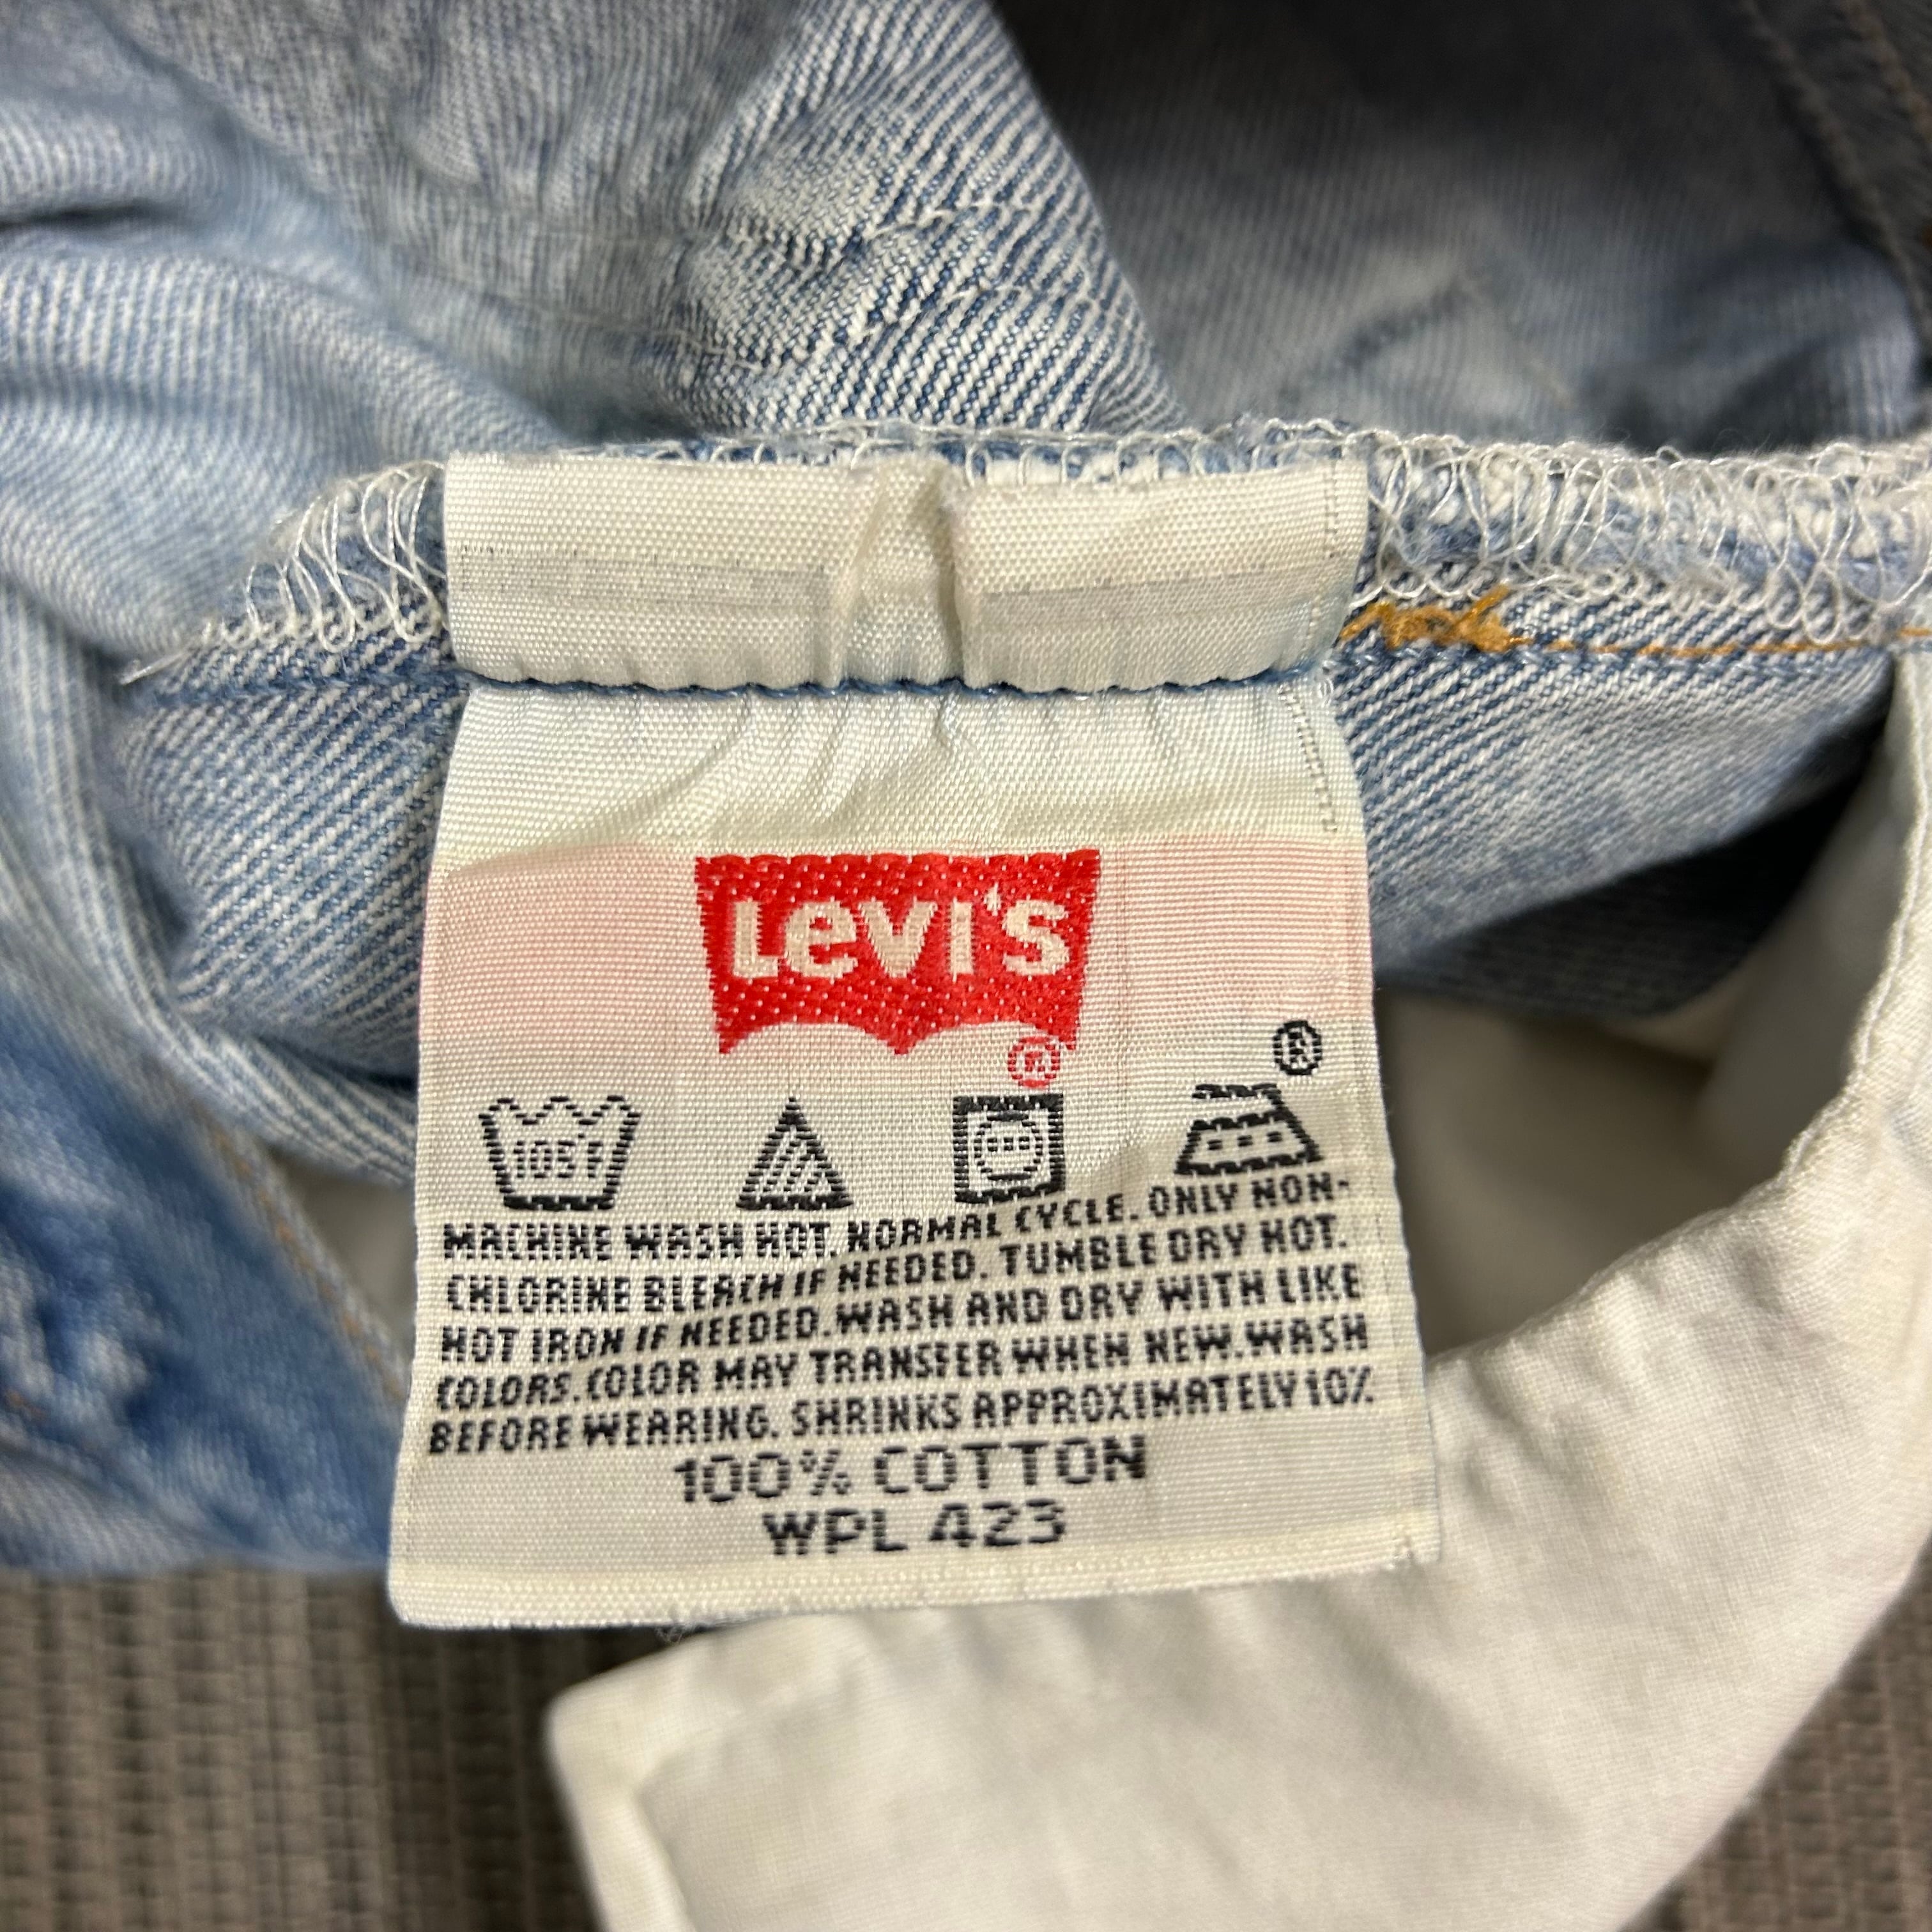 Levi's
®
®
105°F
MACHINE WASH HOT. NORMAL CYCLE. ONLY NON-
CHLORINE BLEACH IF NEEDED. TUMBLE DRY HOT.
HOT IRON IF NEEDED. WASH AND DRY WITH LIKE
COLORS. COLOR MAY TRANSFER WHEN NEW. WASH
BEFORE WEARING. SHRINKS APPROXIMATELY 10%
100% COTTON
WPL 423